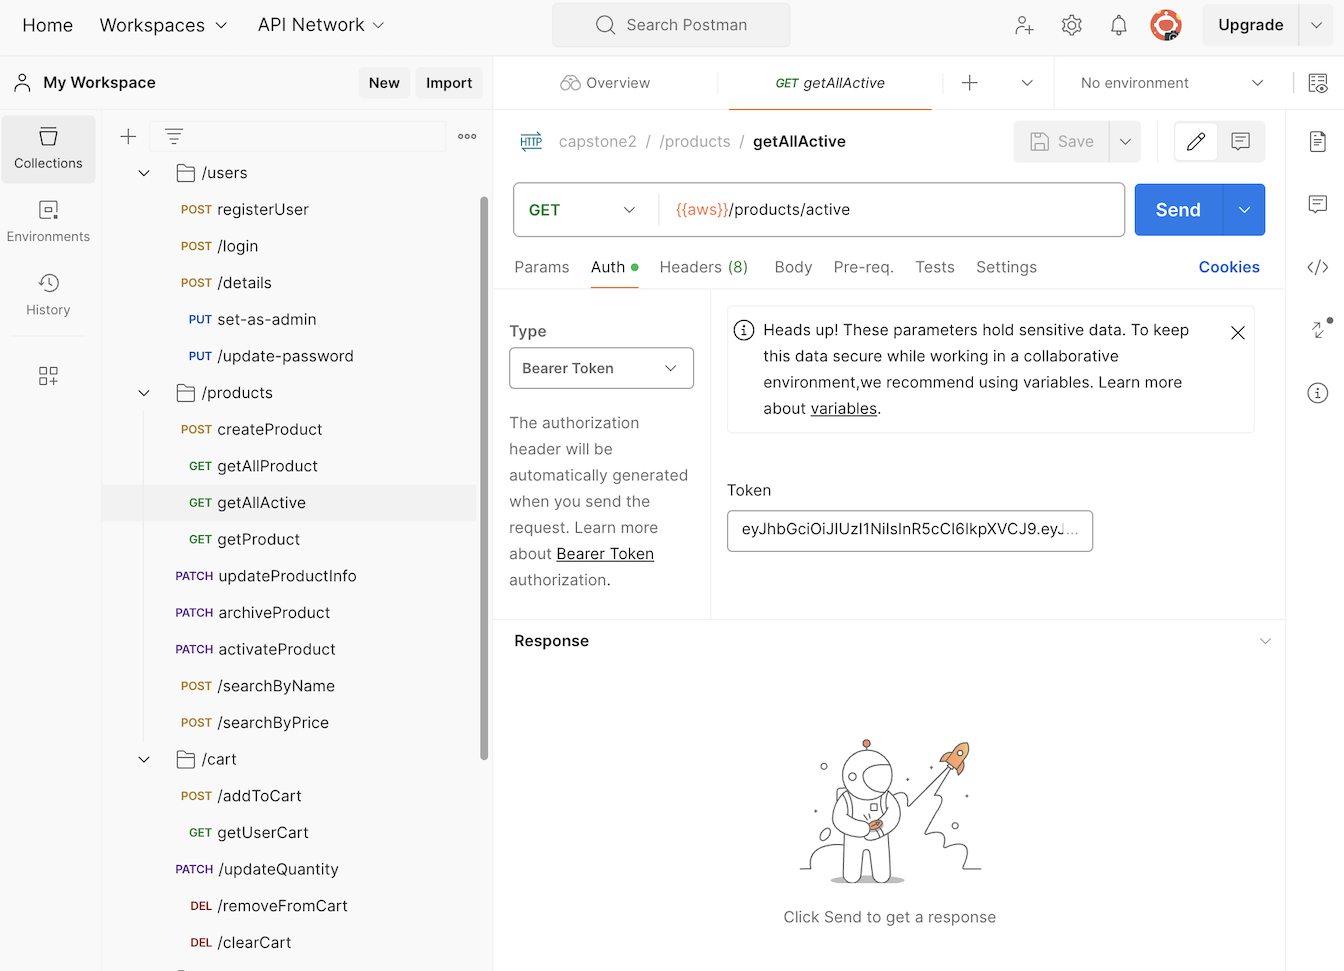 Home
Workspaces
API Network
Search Postman
Upgrade
My Workspace
New
Import
Overview
GET getAllActive
No environment
Collections
Environments
History
/users
POST registerUser
POST /login
POST /details
PUT set-as-admin
PUT /update-password
/products
POST createProduct
GET getAllProduct
GET getAllActive
GET getProduct
PATCH updateProductInfo
PATCH archiveProduct
PATCH activateProduct
POST /searchByName
POST /searchByPrice
/cart
POST /addToCart
GET getUserCart
PATCH /updateQuantity
DEL /removeFromCart
DEL /clearCart
HTTP
capstone2 / /products / getAllActive
Save
GET
{{aws}}/products/active
Send
Params
Auth
Headers (8)
Body
Pre-req.
Tests
Settings
Cookies
Type
Bearer Token
The authorization
header will be
automatically generated
when you send the
request. Learn more
about Bearer Token
authorization.
Heads up! These parameters hold sensitive data. To keep
this data secure while working in a collaborative
environment,we recommend using variables. Learn more
about variables.
Token
eyJhbGciOiJIUzI1NiIsInR5cCI6IkpXVCJ9.eyJ...
Response
Click Send to get a response